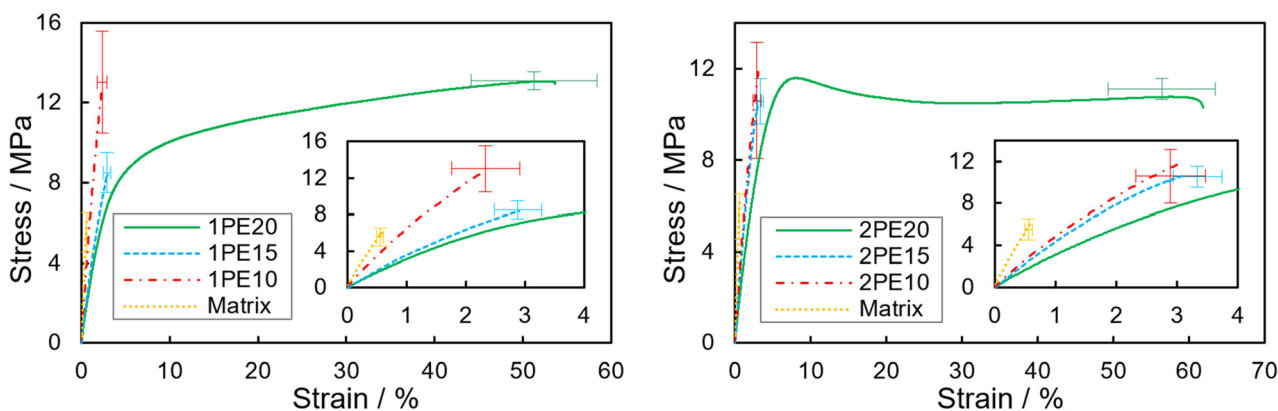 16
12
8
4
0
Stress / MPa
0 10 20 30 40 50 60
Strain / %
1PE20
1PE15
1PE10
Matrix
16
12
8
4
0
0 1 2 3 4
12
8
4
0
Stress / MPa
0 10 20 30 40 50 60 70
Strain / %
2PE20
2PE15
2PE10
Matrix
12
8
4
0
0 1 2 3 4